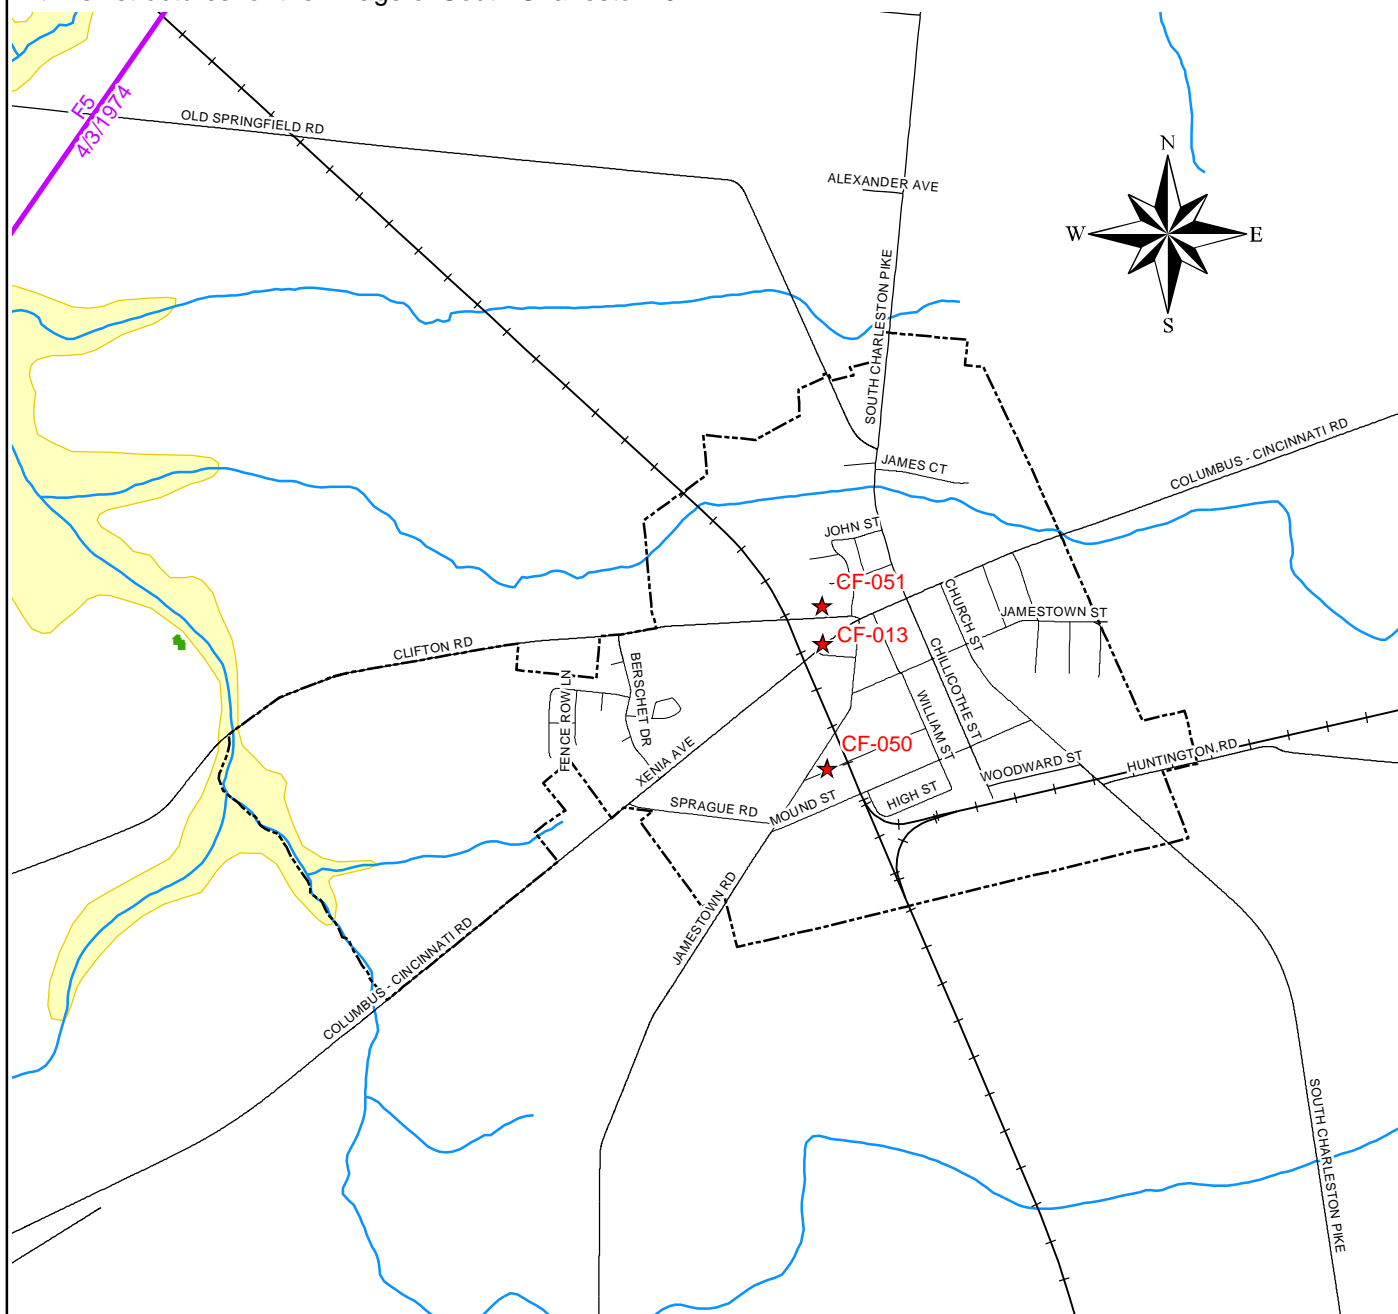 F5
4/3/1974
OLD SPRINGFIELD RD
ALEXANDER AVE
N
W
E
S
SOUTH CHARLESTON PIKE
JAMES CT
COLUMBUS - CINCINNATI RD
JOHN ST
CF-051
CHURCH ST
JAMESTOWN ST
CF-013
CLIFTON RD
BERSCHET DR
FENCE ROW LN
CHILLICOTHE ST
WILLIAM ST
CF-050
XENIA AVE
WOODWARD ST
HUNTINGTON RD
HIGH ST
SPRAGUE RD
MOUND ST
JAMESTOWN RD
COLUMBUS - CINCINNATI RD
SOUTH CHARLESTON PIKE